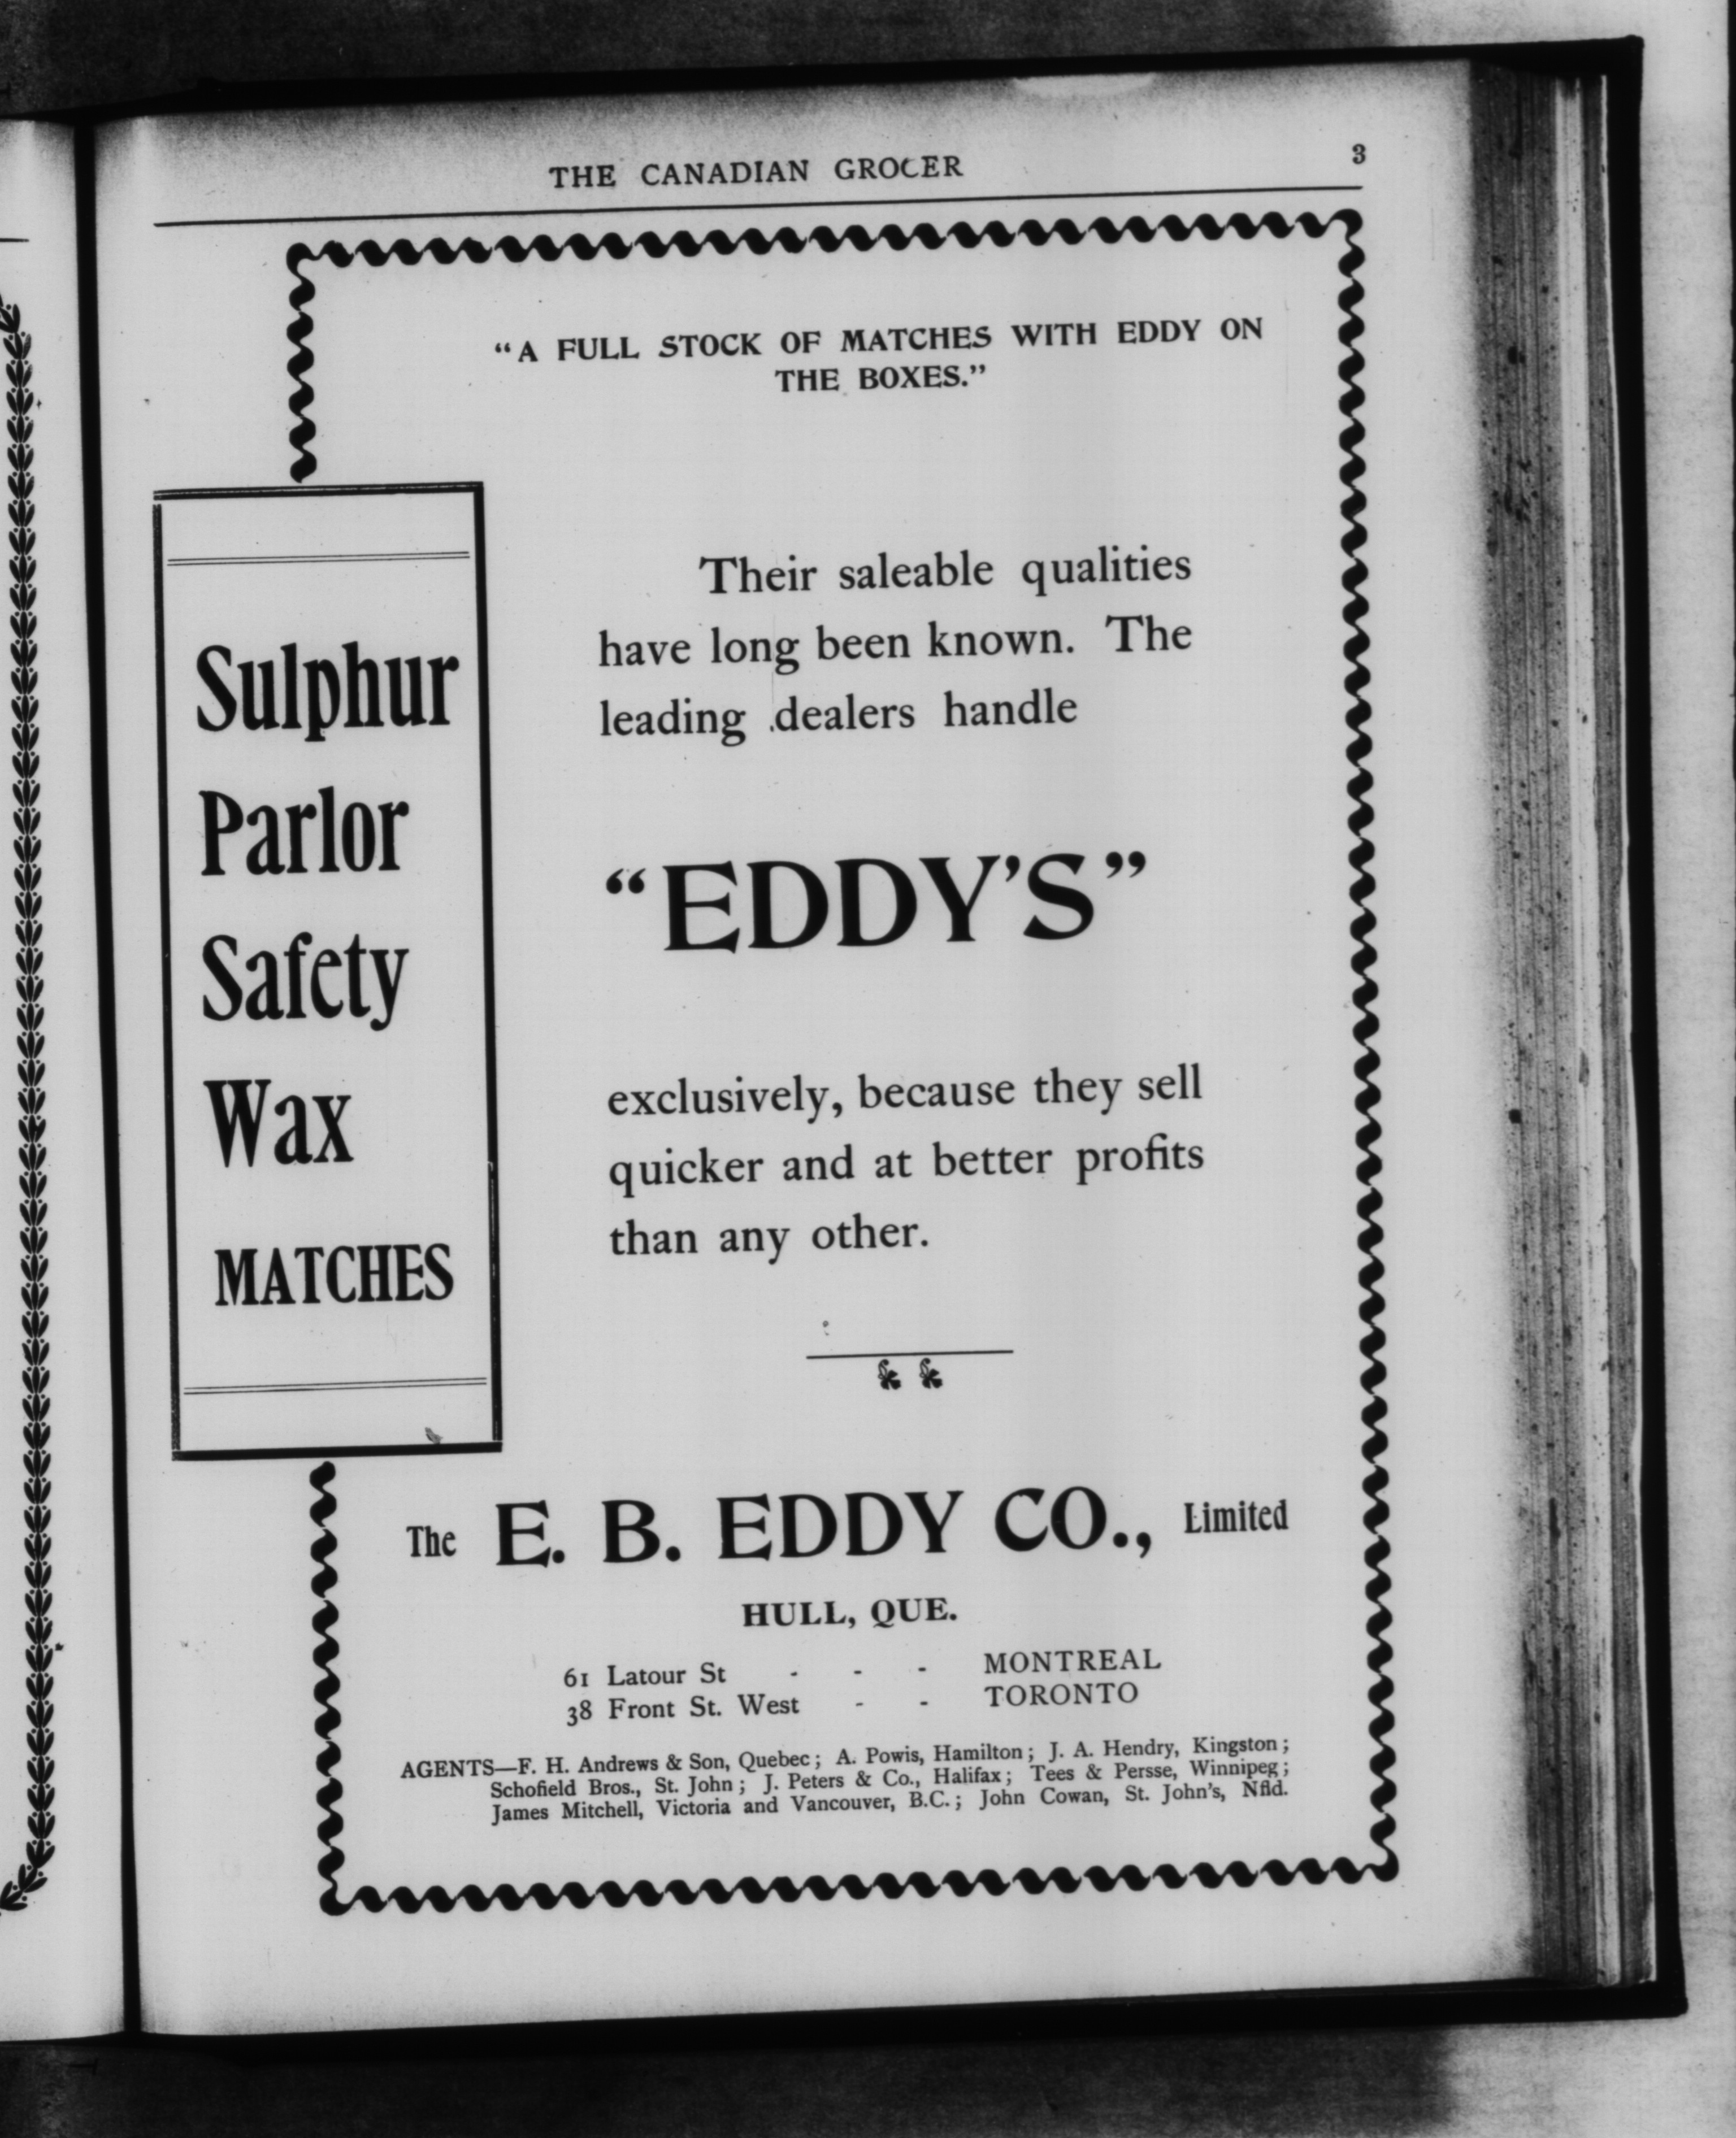 THE CANADIAN GROCER
3
"A FULL STOCK OF MATCHES WITH EDDY ON
THE BOXES."
Sulphur
Parlor
Safety
Wax
MATCHES
Their saleable qualities
have long been known. The
leading dealers handle
"EDDY'S"
exclusively, because they sell
quicker and at better profits
than any other.
The E. B. EDDY CO., Limited
HULL, QUE.
61 Latour St - - - MONTREAL
38 Front St. West - - TORONTO
AGENTS—F. H. Andrews & Son, Quebec; A. Powis, Hamilton; J. A. Hendry, Kingston;
Schofield Bros., St. John; J. Peters & Co., Halifax; Tees & Persse, Winnipeg;
James Mitchell, Victoria and Vancouver, B.C.; John Cowan, St. John's, Nfld.